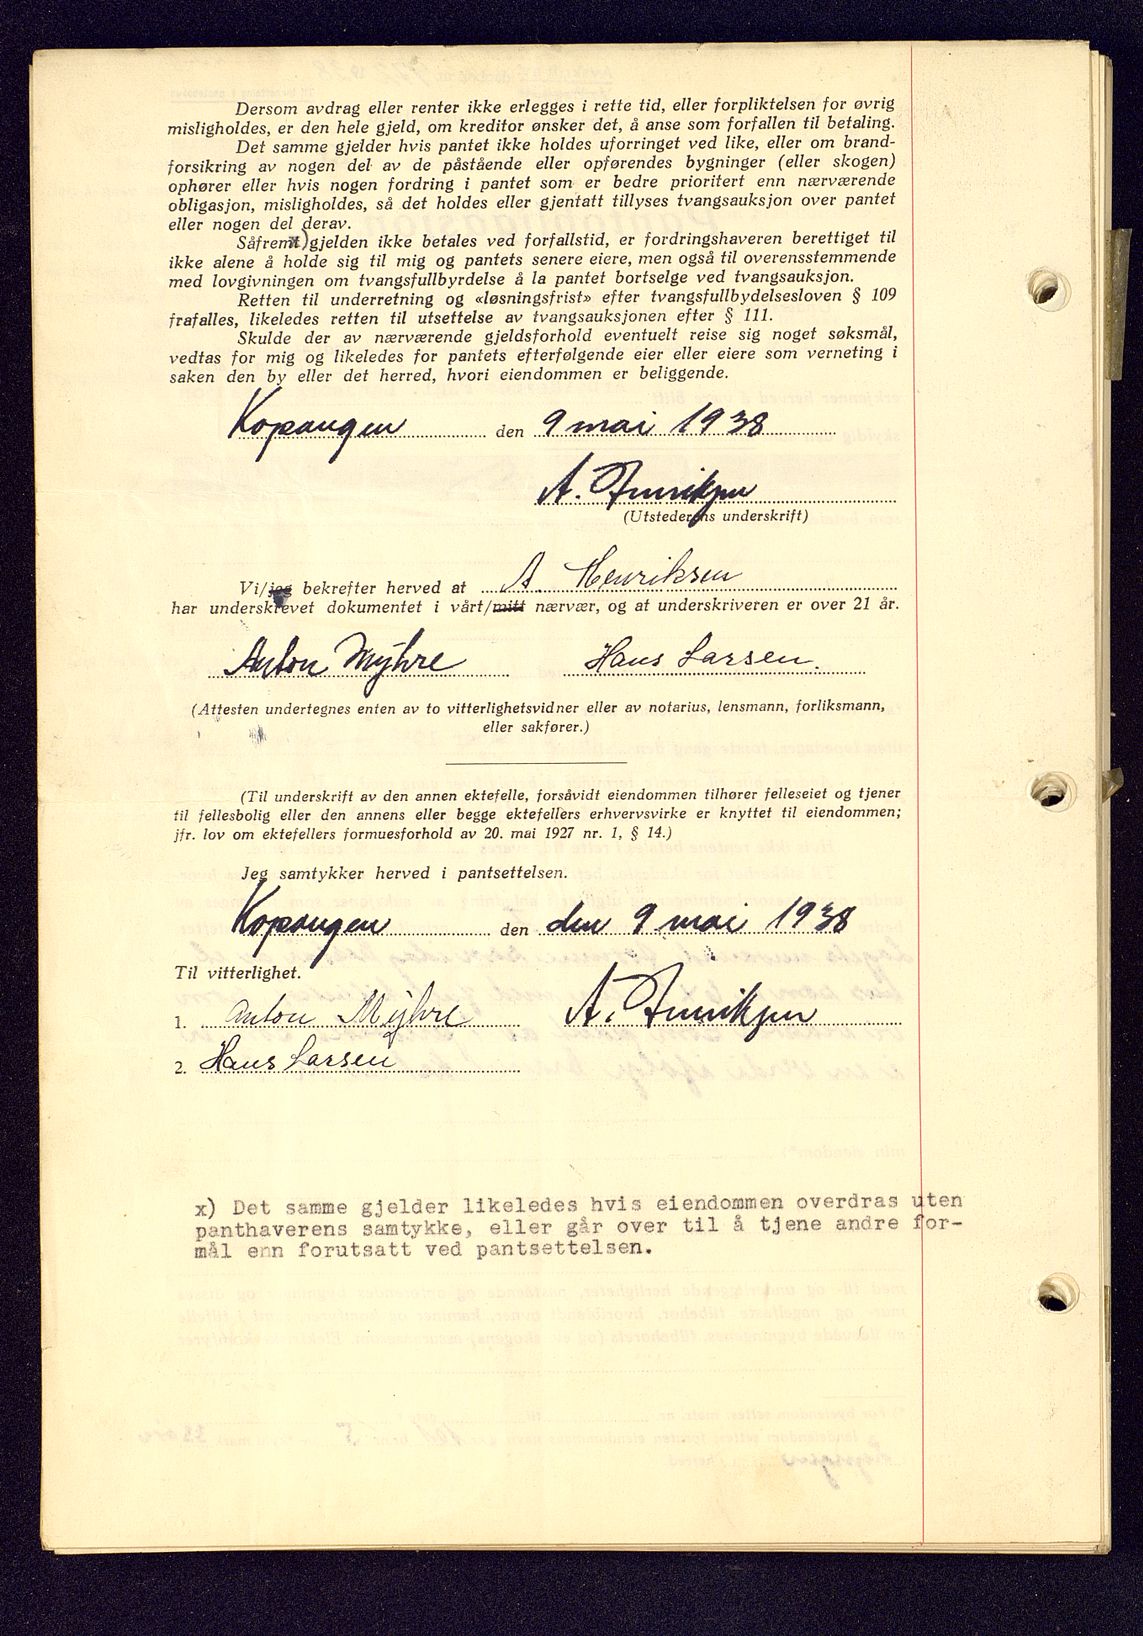 Dersom avdrag eller renter ikke erlegges i rette tid, eller forpliktelsen for øvrig
misligholdes, er den hele gjeld, om kreditor ønsker det, å anse som forfallen til betaling.
Det samme gjelder hvis pantet ikke holdes uforringet ved like, eller om brand-
forsikring av nogen del av de påstående eller opførendes bygninger (eller skogen)
ophører eller hvis nogen fordring i pantet som er bedre prioritert enn nærværende
obligasjon, misligholdes, så det holdes eller gjentatt tillyses tvangsauksjon over pantet
eller nogen del derav.
Såfremt x) gjelden ikke betales ved forfallstid, er fordringshaveren berettiget til
ikke alene å holde sig til mig og pantets senere eiere, men også til overensstemmende
med lovgivningen om tvangsfullbyrdelse å la pantet bortselge ved tvangsauksjon.
Retten til underretning og «løsningsfrist» efter tvangsfullbydelsesloven § 109
frafalles, likeledes retten til utsettelse av tvangsauksjonen efter § 111.
Skulde der av nærværende gjeldsforhold eventuelt reise sig noget søksmål,
vedtas for mig og likeledes for pantets efterfølgende eier eller eiere som verneting i
saken den by eller det herred, hvori eiendommen er beliggende.
Kopangen den 9 mai 1938
A. Henriksen
(Utstederens underskrift)
Vi/jeg bekrefter herved at A. Henriksen
har underskrevet dokumentet i vårt/mitt nærvær, og at underskriveren er over 21 år.
Anton Myhre Hans Larsen.
(Attesten undertegnes enten av to vitterlighetsvidner eller av notarius, lensmann, forliksmann,
eller sakfører.)
(Til underskrift av den annen ektefelle, forsåvidt eiendommen tilhører felleseiet og tjener
til fellesbolig eller den annens eller begge ektefellers erhvervsvirke er knyttet til eiendommen;
jfr. lov om ektefellers formuesforhold av 20. mai 1927 nr. 1, § 14.)
Jeg samtykker herved i pantsettelsen.
Kopangen den den 9 mai 1938
Til vitterlighet.
1. Anton Myhre A. Henriksen
2. Hans Larsen
x) Det samme gjelder likeledes hvis eiendommen overdras uten
panthaverens samtykke, eller går over til å tjene andre for-
mål enn forutsatt ved pantsettelsen.